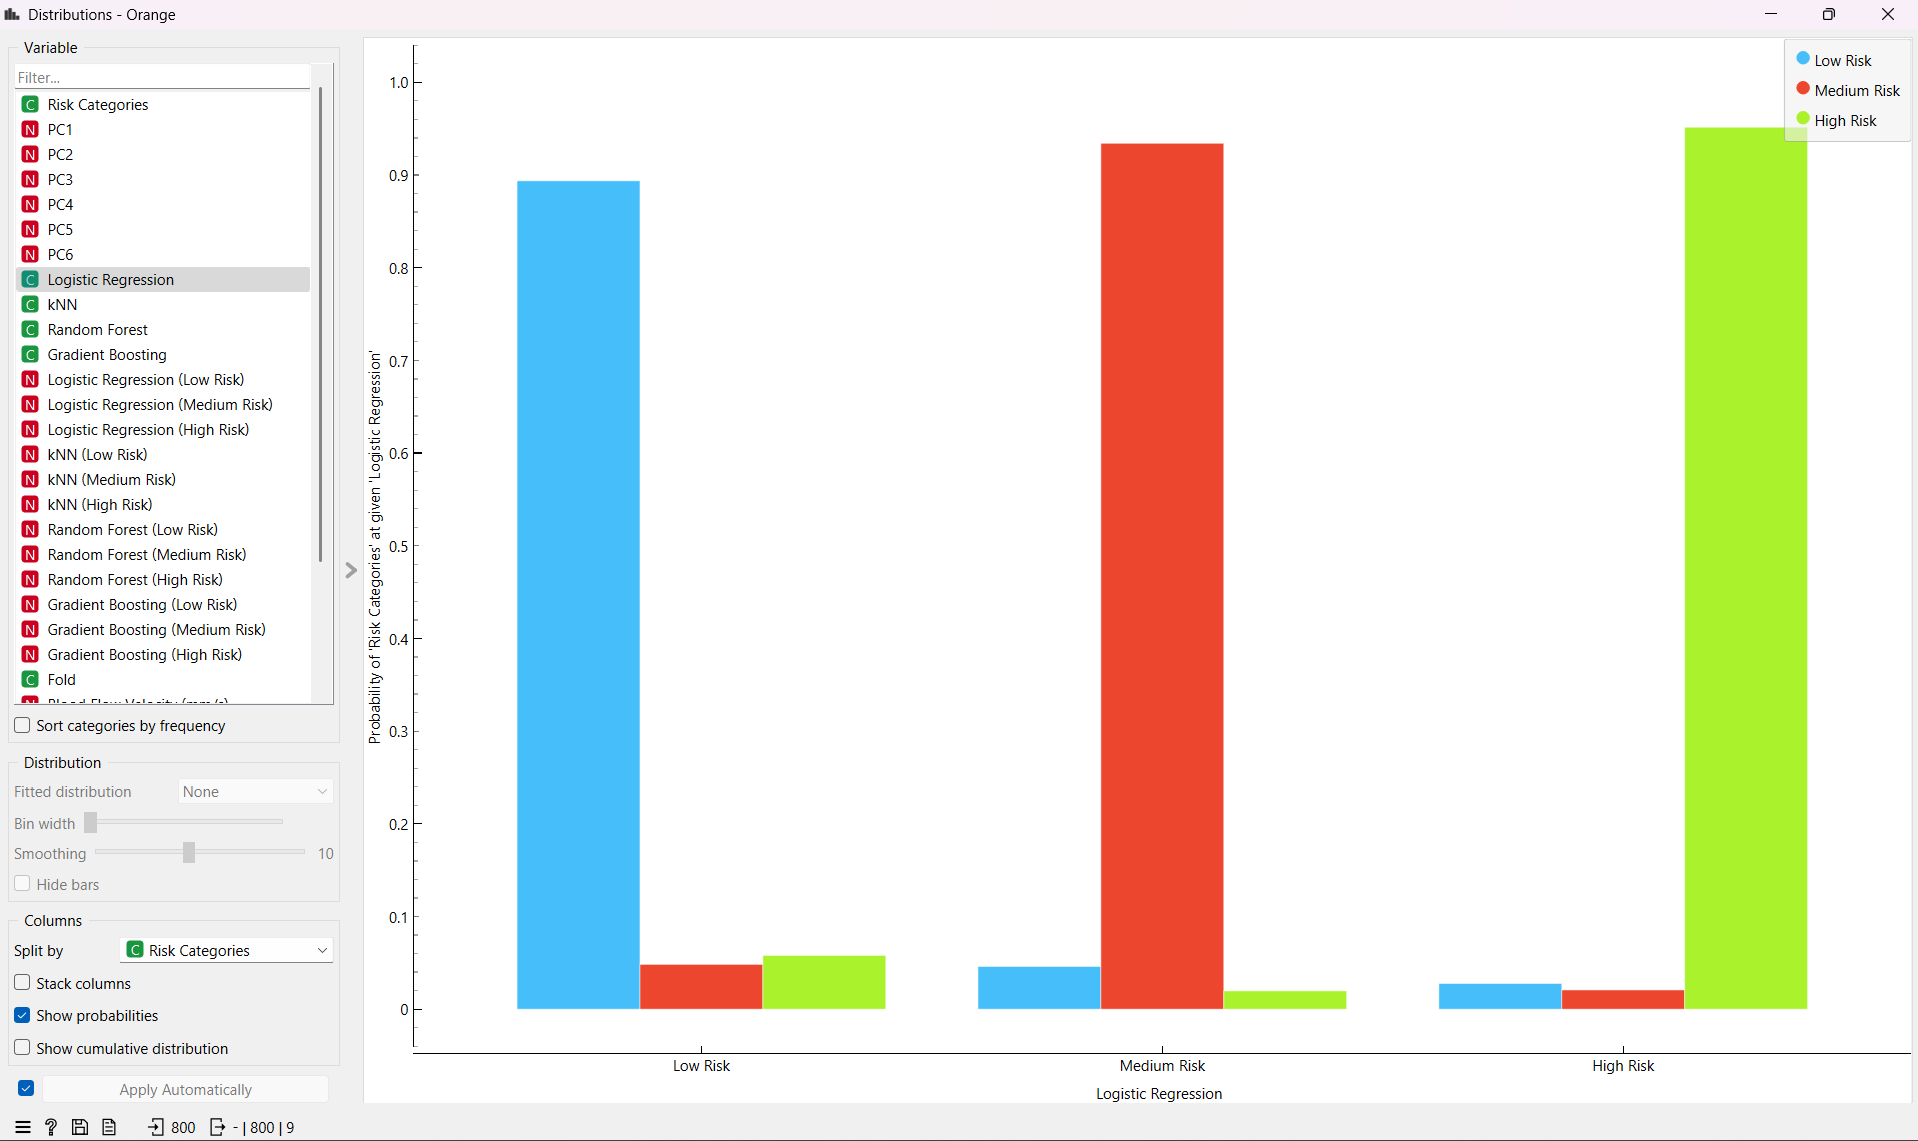 Distributions - Orange
Variable
Filter...
C Risk Categories
N PC1
N PC2
N PC3
N PC4
N PC5
N PC6
C Logistic Regression
C kNN
C Random Forest
C Gradient Boosting
N Logistic Regression (Low Risk)
N Logistic Regression (Medium Risk)
N Logistic Regression (High Risk)
N kNN (Low Risk)
N kNN (Medium Risk)
N kNN (High Risk)
N Random Forest (Low Risk)
N Random Forest (Medium Risk)
N Random Forest (High Risk)
N Gradient Boosting (Low Risk)
N Gradient Boosting (Medium Risk)
N Gradient Boosting (High Risk)
C Fold
N Blood Flow Velocity (mm/s)
Sort categories by frequency
Distribution
Fitted distribution None
Bin width
Smoothing 10
Hide bars
Columns
Split by C Risk Categories
Stack columns
Show probabilities
Show cumulative distribution
Apply Automatically
800 - | 800 | 9
Probability of 'Risk Categories' at given 'Logistic Regression'
1.0
0.9
0.8
0.7
0.6
0.5
0.4
0.3
0.2
0.1
0
Low Risk Medium Risk High Risk
Logistic Regression
Low Risk
Medium Risk
High Risk